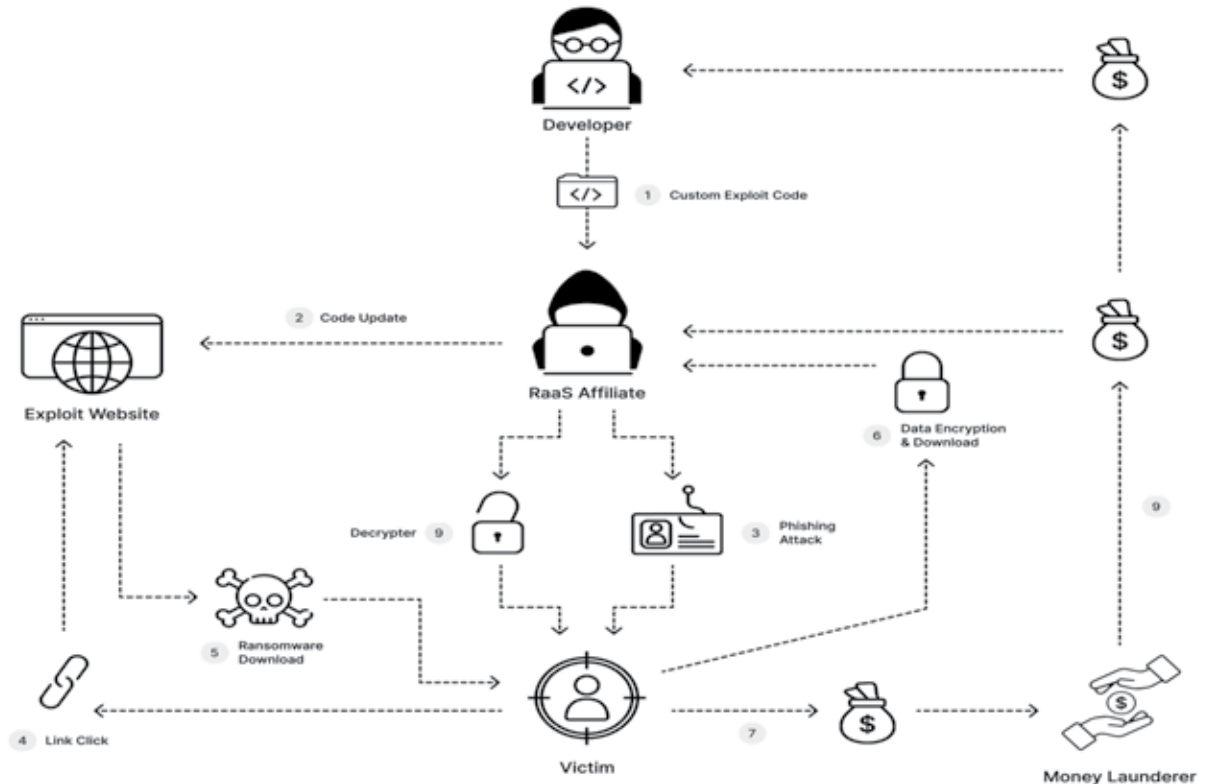 $
</>
Developer
</>
1 Custom Exploit Code
2 Code Update
$
Exploit Website
RaaS Affiliate
6 Data Encryption
& Download
Decrypter 9
3 Phishing
Attack
9
5 Ransomware
Download
$
$
4 Link Click
7
Victim
Money Launderer